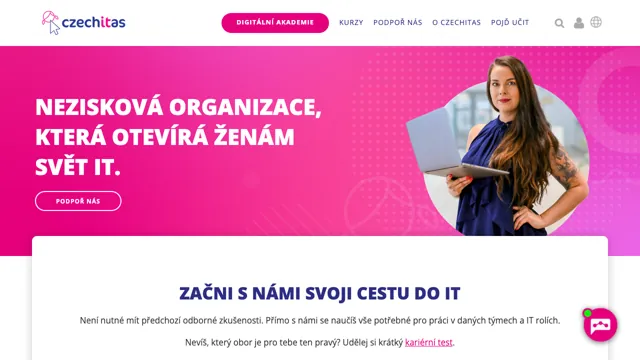 czechitas
DIGITÁLNÍ AKADEMIE
KURZY
PODPOŘ NÁS
O CZECHITAS
POJĎ UČIT
NEZISKOVÁ ORGANIZACE,
KTERÁ OTEVÍRÁ ŽENÁM
SVĚT IT.
PODPOŘ NÁS
ZAČNI S NÁMI SVOJI CESTU DO IT
Není nutné mít předchozí odborné zkušenosti. Přímo s námi se naučíš vše potřebné pro práci v daných týmech a IT rolích.
Nevíš, který obor je pro tebe ten pravý? Udělej si krátký kariérní test.